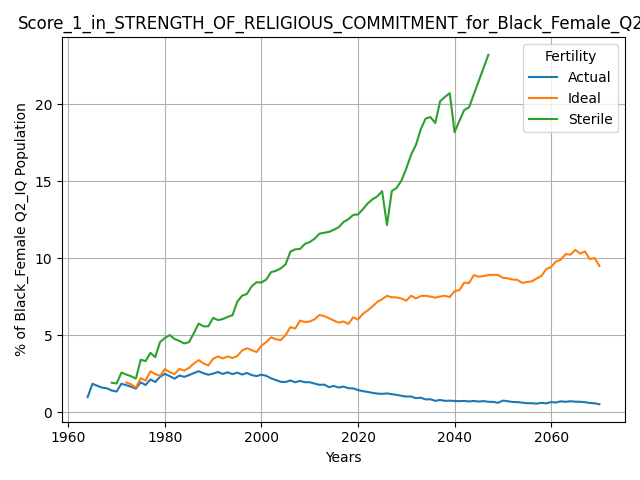 Score_1_in_STRENGTH_OF_RELIGIOUS_COMMITMENT_for_Black_Female_Q2
Fertility
Actual
Ideal
Sterile
% of Black_Female Q2_IQ Population
20
15
10
5
0
1960 1980 2000 2020 2040 2060
Years